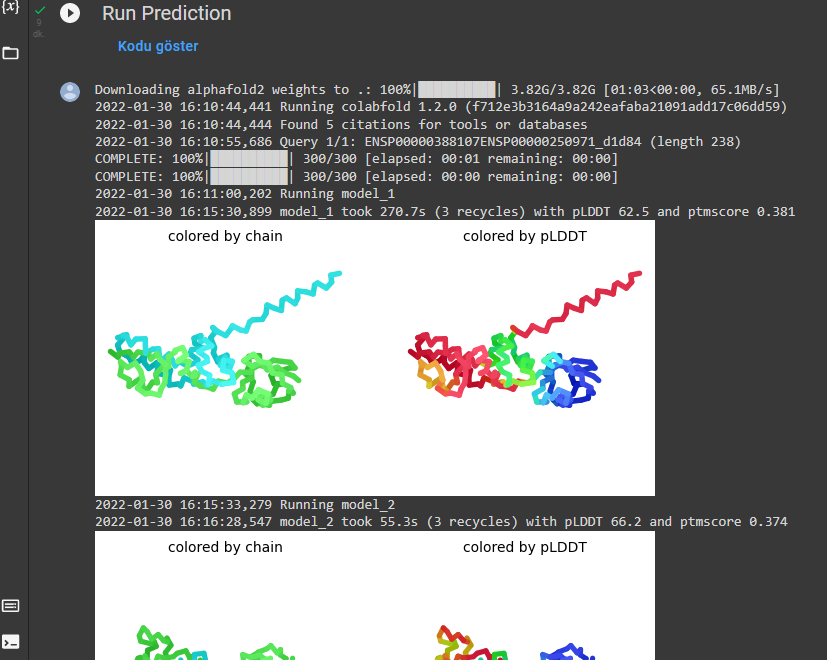 {x}
Run Prediction
9
dk.
Kodu göster
Downloading alphafold2 weights to .: 100%|██████████| 3.82G/3.82G [01:03<00:00, 65.1MB/s]
2022-01-30 16:10:44,441 Running colabfold 1.2.0 (f712e3b3164a9a242eafaba21091add17c06dd59)
2022-01-30 16:10:44,444 Found 5 citations for tools or databases
2022-01-30 16:10:55,686 Query 1/1: ENSP00000388107ENSP00000250971_d1d84 (length 238)
COMPLETE: 100%|██████████| 300/300 [elapsed: 00:01 remaining: 00:00]
COMPLETE: 100%|██████████| 300/300 [elapsed: 00:00 remaining: 00:00]
2022-01-30 16:11:00,202 Running model_1
2022-01-30 16:15:30,899 model_1 took 270.7s (3 recycles) with pLDDT 62.5 and ptmscore 0.381
colored by chain colored by pLDDT
2022-01-30 16:15:33,279 Running model_2
2022-01-30 16:16:28,547 model_2 took 55.3s (3 recycles) with pLDDT 66.2 and ptmscore 0.374
colored by chain colored by pLDDT